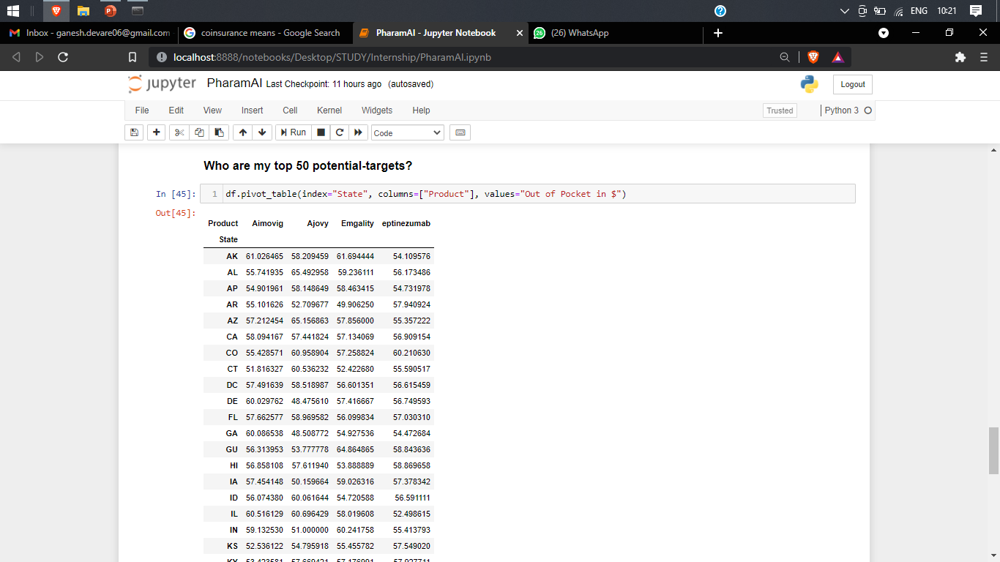 ENG 10:21
Inbox - ganesh.devare06@gmail.com
coinsurance means - Google Search
PharamAI - Jupyter Notebook
(26) WhatsApp
localhost:8888/notebooks/Desktop/STUDY/Internship/PharamAI.ipynb
jupyter PharamAI Last Checkpoint: 11 hours ago (autosaved) Logout
File Edit View Insert Cell Kernel Widgets Help Trusted Python 3
Run Code
Who are my top 50 potential-targets?
In [45]: 1 df.pivot_table(index="State", columns=["Product"], values="Out of Pocket in $")
Out[45]:
Product Aimovig Ajovy Emgality eptinezumab
State
AK 61.026465 58.209459 61.694444 54.109576
AL 55.741935 65.492958 59.236111 56.173486
AP 54.901961 58.148649 58.463415 54.731978
AR 55.101626 52.709677 49.906250 57.940924
AZ 57.212454 65.156863 57.856000 55.357222
CA 58.094167 57.441824 57.134069 56.909154
CO 55.428571 60.958904 57.258824 60.210630
CT 51.816327 60.536232 52.422680 55.590517
DC 57.491639 58.518987 56.601351 56.615459
DE 60.029762 48.475610 57.416667 56.749593
FL 57.662577 58.969582 56.099834 57.030310
GA 60.086538 48.508772 54.927536 54.472684
GU 56.313953 53.777778 64.864865 58.843636
HI 56.858108 57.611940 53.888889 58.869658
IA 57.454148 50.159664 59.026316 57.378342
ID 56.074380 60.061644 54.720588 56.591111
IL 60.516129 60.696429 58.019608 52.498615
IN 59.132530 51.000000 60.241758 55.413793
KS 52.536122 54.795918 55.455782 57.549020